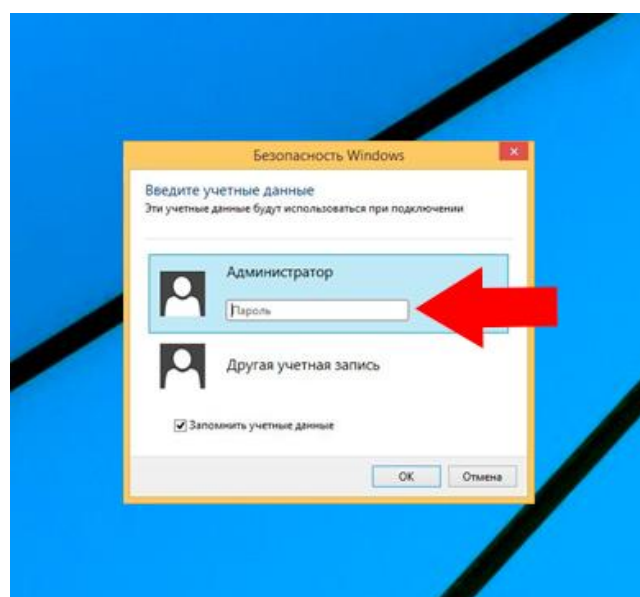 Безопасность Windows
Введите учетные данные
Эти учетные данные будут использоваться при подключении
Администратор
Пароль
Другая учетная запись
Запомнить учетные данные
ОК Отмена